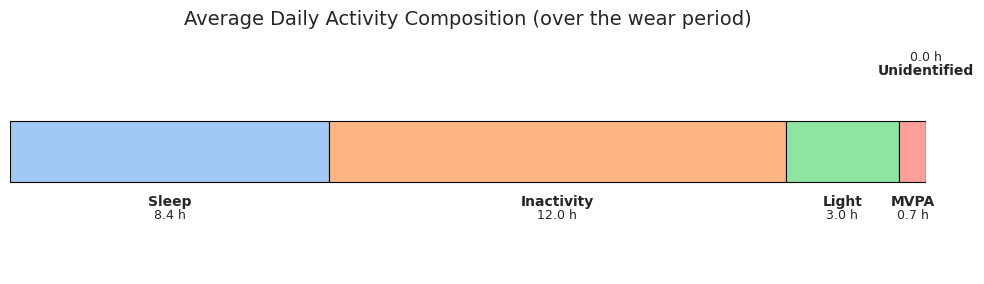 Average Daily Activity Composition (over the wear period)
0.0 h
Unidentified
Sleep
8.4 h
Inactivity
12.0 h
Light
3.0 h
MVPA
0.7 h